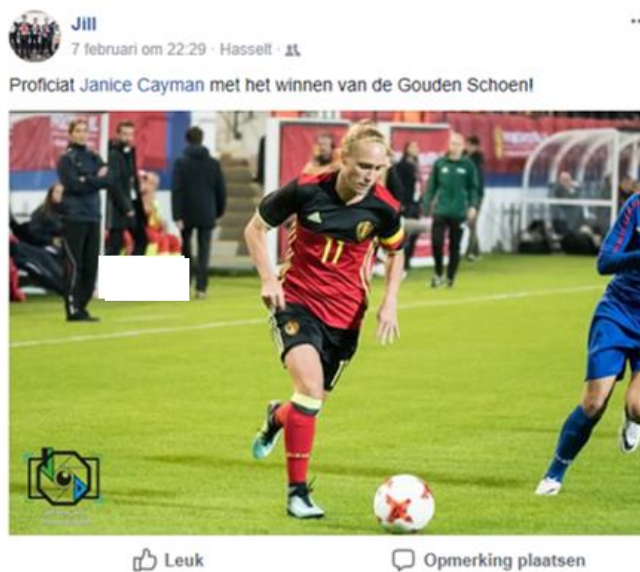 Jill
7 februari om 22:29 · Hasselt ·
Proficiat Janice Cayman met het winnen van de Gouden Schoen!
11
Leuk
Opmerking plaatsen